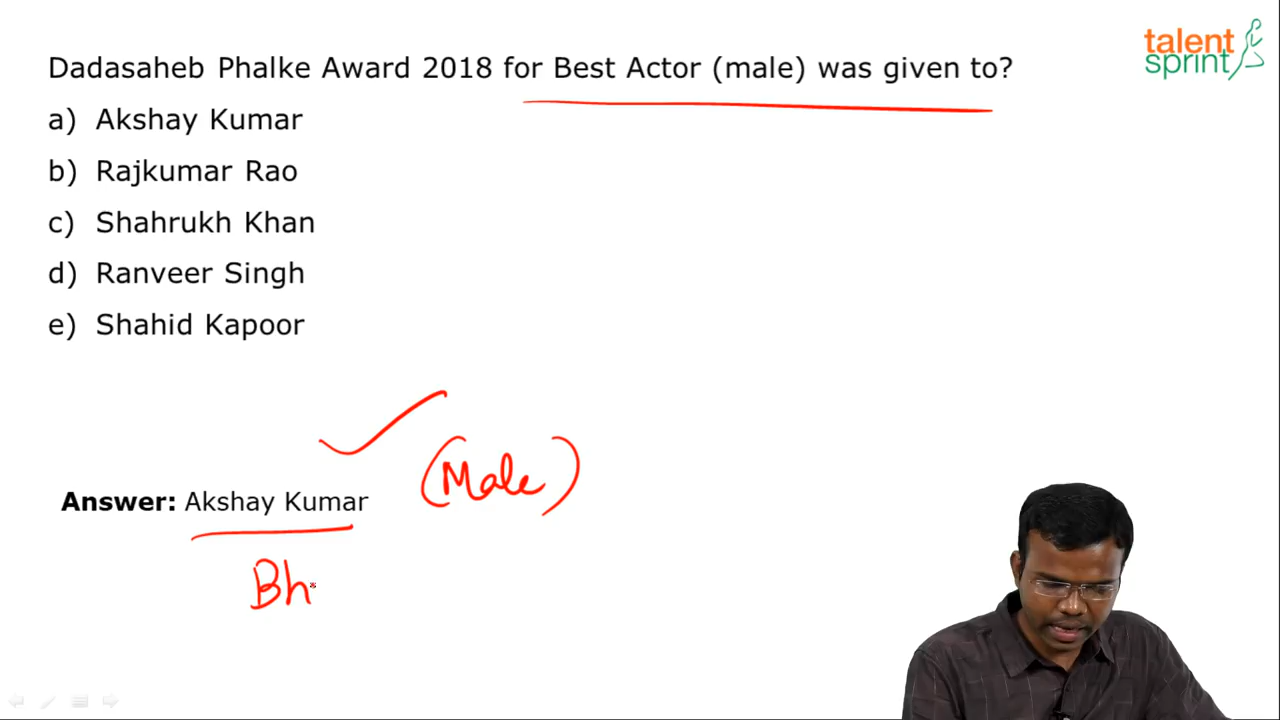 talent
sprint
Dadasaheb Phalke Award 2018 for Best Actor (male) was given to?
a) Akshay Kumar
b) Rajkumar Rao
c) Shahrukh Khan
d) Ranveer Singh
e) Shahid Kapoor
(Male)
Answer: Akshay Kumar
Bh